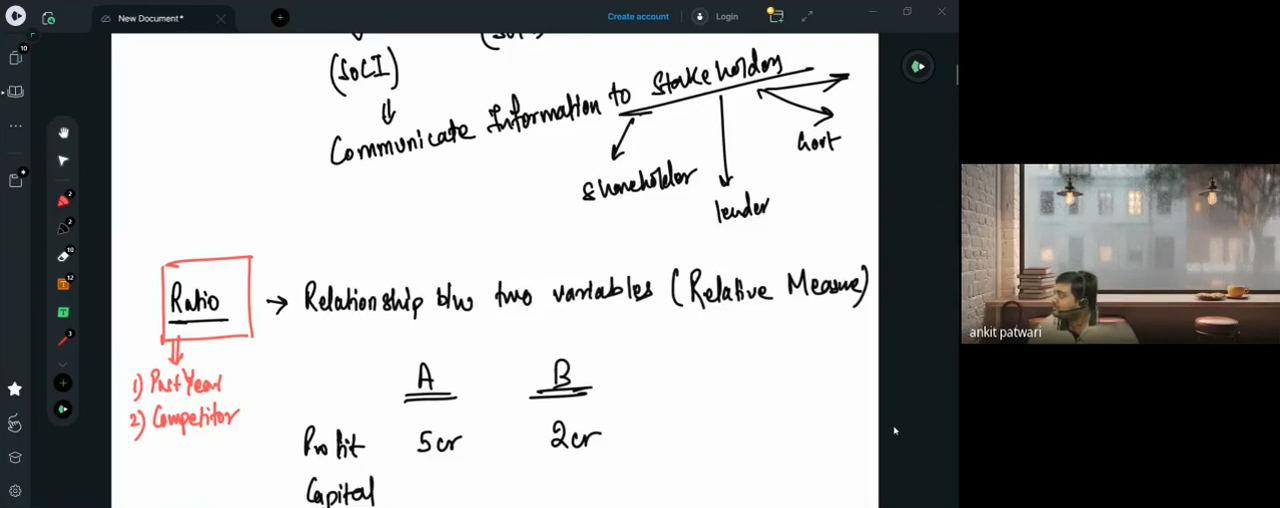 New Document*
Create account
Login
(SoCI)
Communicate Information to Stakeholders
Shareholder
lender
Govt
Ratio → Relationship b/w two variables (Relative Measure)
1) Past Year
2) Competitor
A B
Profit 5cr 2cr
Capital
ankit patwari